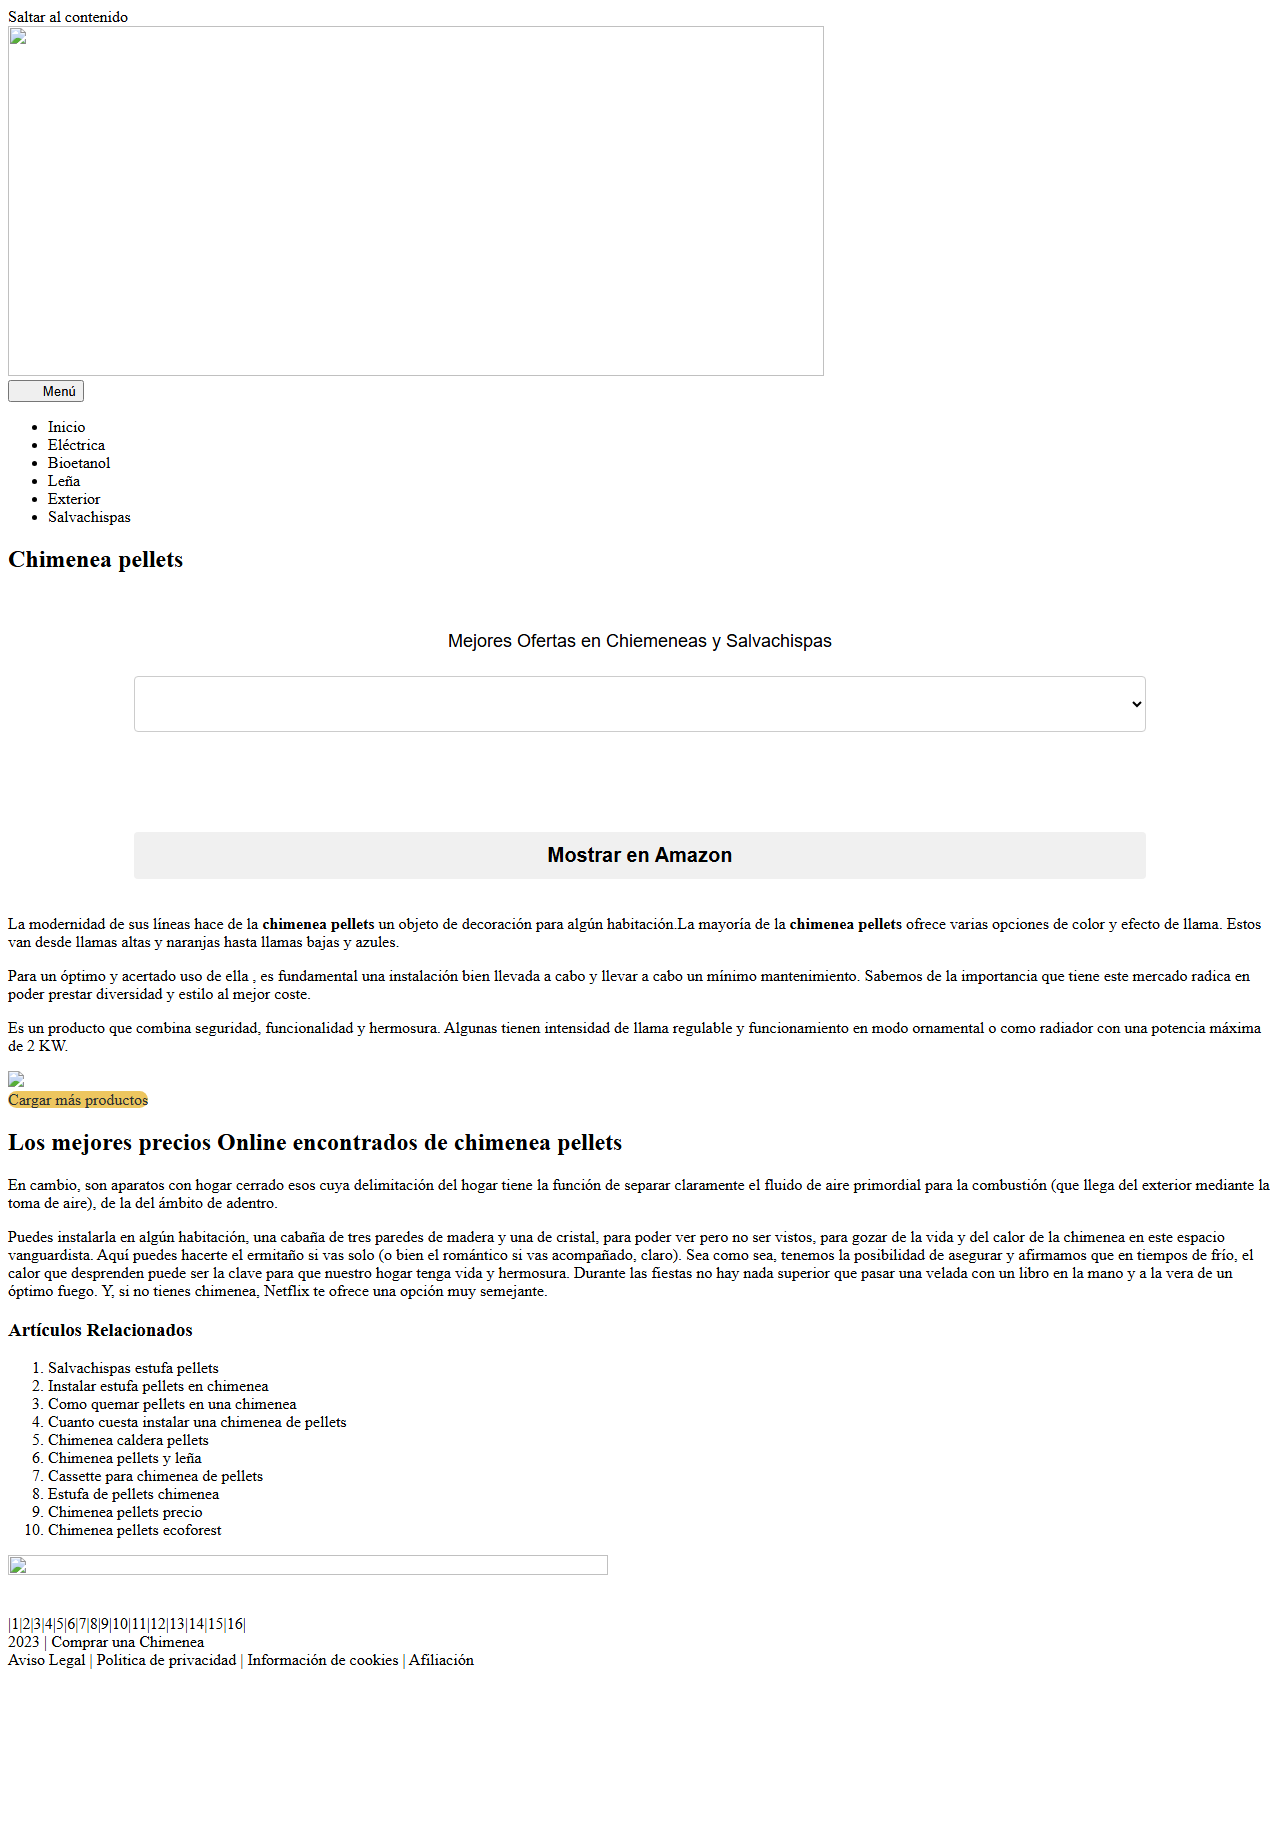 Saltar al contenido
Menú
Inicio
Eléctrica
Bioetanol
Leña
Exterior
Salvachispas
Chimenea pellets
Mejores Ofertas en Chiemeneas y Salvachispas
Mostrar en Amazon
La modernidad de sus líneas hace de la chimenea pellets un objeto de decoración para algún habitación.La mayoría de la chimenea pellets ofrece varias opciones de color y efecto de llama. Estos
van desde llamas altas y naranjas hasta llamas bajas y azules.
Para un óptimo y acertado uso de ella , es fundamental una instalación bien llevada a cabo y llevar a cabo un mínimo mantenimiento. Sabemos de la importancia que tiene este mercado radica en
poder prestar diversidad y estilo al mejor coste.
Es un producto que combina seguridad, funcionalidad y hermosura. Algunas tienen intensidad de llama regulable y funcionamiento en modo ornamental o como radiador con una potencia máxima
de 2 KW.
Cargar más productos
Los mejores precios Online encontrados de chimenea pellets
En cambio, son aparatos con hogar cerrado esos cuya delimitación del hogar tiene la función de separar claramente el fluido de aire primordial para la combustión (que llega del exterior mediante la
toma de aire), de la del ámbito de adentro.
Puedes instalarla en algún habitación, una cabaña de tres paredes de madera y una de cristal, para poder ver pero no ser vistos, para gozar de la vida y del calor de la chimenea en este espacio
vanguardista. Aquí puedes hacerte el ermitaño si vas solo (o bien el romántico si vas acompañado, claro). Sea como sea, tenemos la posibilidad de asegurar y afirmamos que en tiempos de frío, el
calor que desprenden puede ser la clave para que nuestro hogar tenga vida y hermosura. Durante las fiestas no hay nada superior que pasar una velada con un libro en la mano y a la vera de un
óptimo fuego. Y, si no tienes chimenea, Netflix te ofrece una opción muy semejante.
Artículos Relacionados
1. Salvachispas estufa pellets
2. Instalar estufa pellets en chimenea
3. Como quemar pellets en una chimenea
4. Cuanto cuesta instalar una chimenea de pellets
5. Chimenea caldera pellets
6. Chimenea pellets y leña
7. Cassette para chimenea de pellets
8. Estufa de pellets chimenea
9. Chimenea pellets precio
10. Chimenea pellets ecoforest
|1|2|3|4|5|6|7|8|9|10|11|12|13|14|15|16|
2023 | Comprar una Chimenea
Aviso Legal | Politica de privacidad | Información de cookies | Afiliación